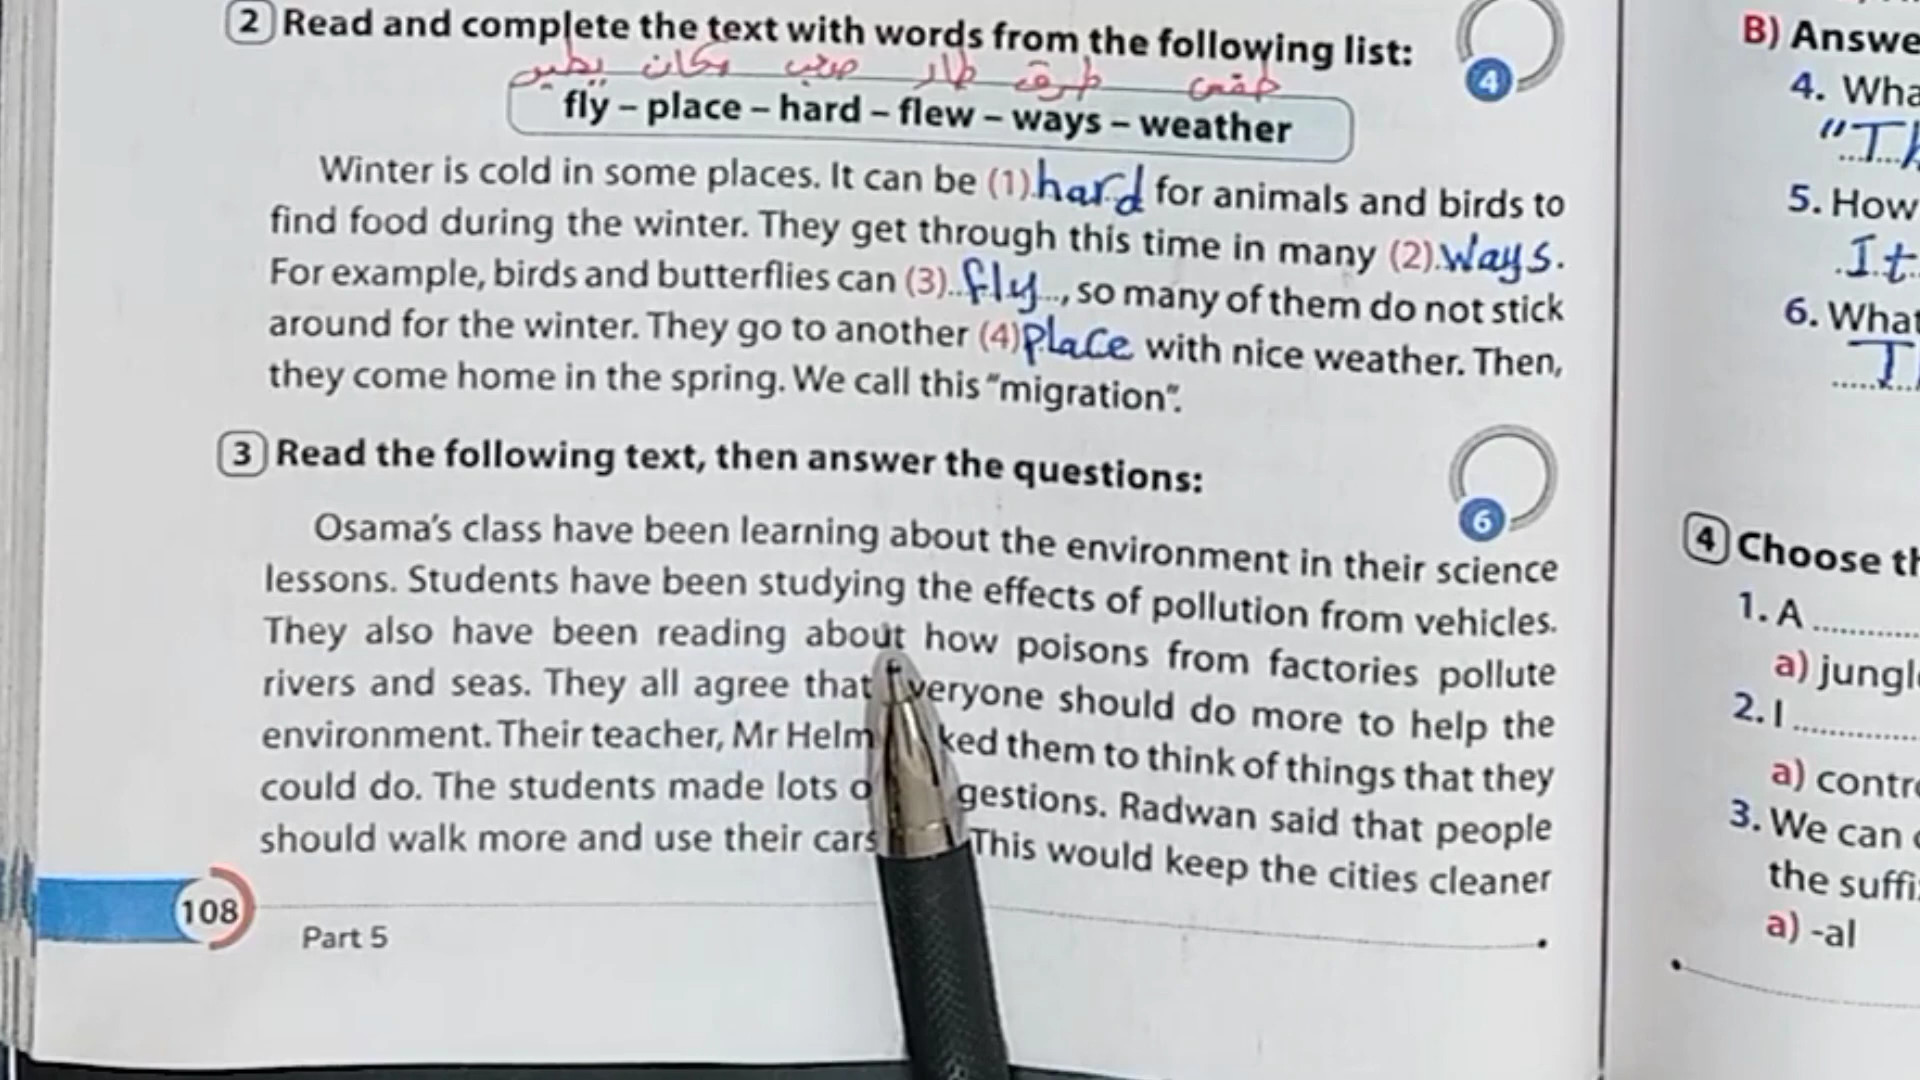 2 Read and complete the text with words from the following list:
4
يطير مكان صعب طار طرق طقس
fly – place – hard – flew – ways – weather
Winter is cold in some places. It can be (1) hard for animals and birds to
find food during the winter. They get through this time in many (2) ways.
For example, birds and butterflies can (3) fly, so many of them do not stick
around for the winter. They go to another (4) place with nice weather. Then,
they come home in the spring. We call this "migration".
3 Read the following text, then answer the questions:
6
Osama's class have been learning about the environment in their science
lessons. Students have been studying the effects of pollution from vehicles.
They also have been reading about how poisons from factories pollute
rivers and seas. They all agree that veryone should do more to help the
environment. Their teacher, Mr Helm ked them to think of things that they
could do. The students made lots o gestions. Radwan said that people
should walk more and use their cars This would keep the cities cleaner
108
Part 5
B) Answe
4. Wha
"Th
5. How
It
6. What
T
4 Choose th
1. A
a) jungl
2. I
a) contr
3. We can
the suffi
a) -al